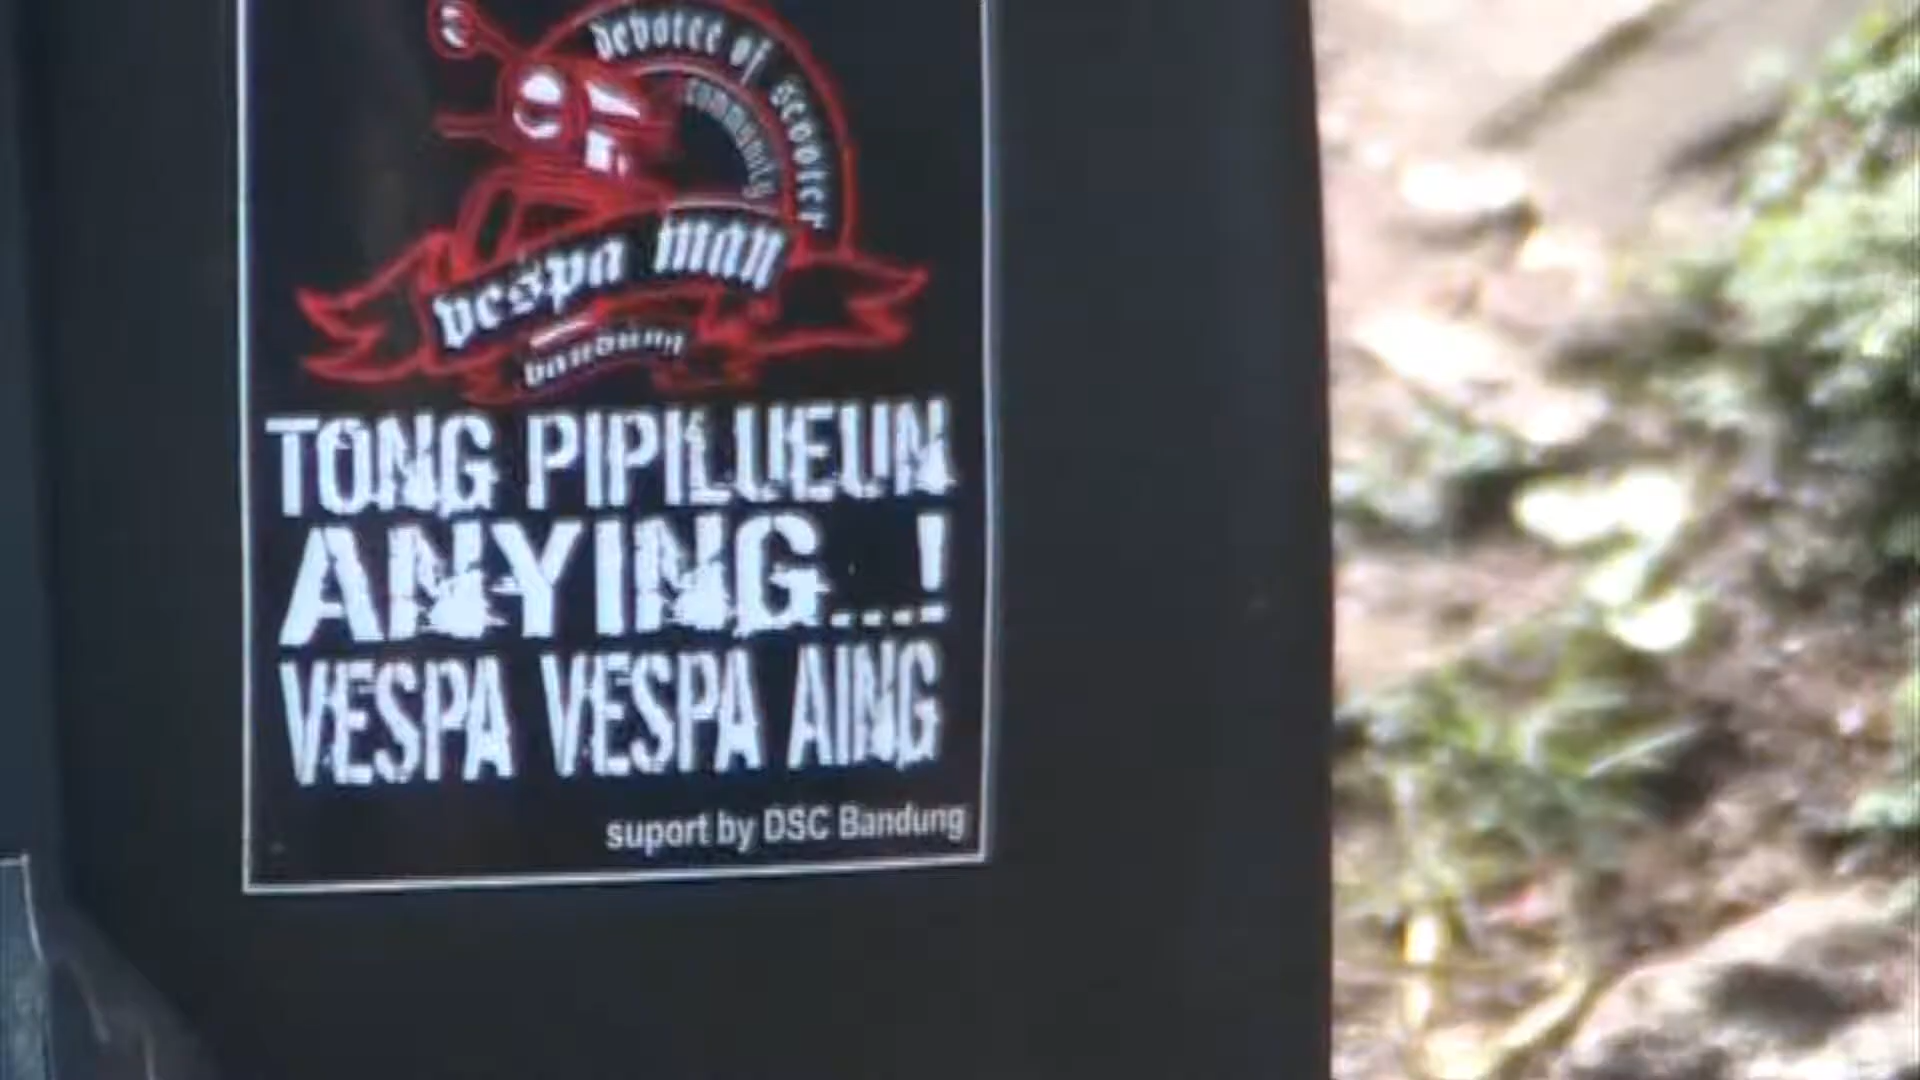 devotee of scooter
community
vespa man
bandung
TONG PIPILUEUN
ANYING...!
VESPA VESPA AING
suport by DSC Bandung